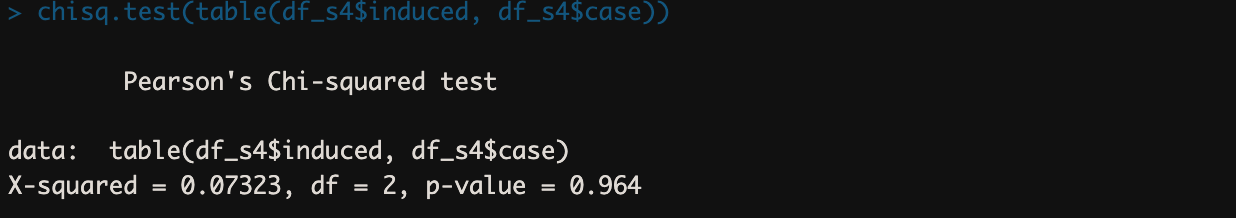 > chisq.test(table(df_s4$induced, df_s4$case))
Pearson's Chi-squared test
data:  table(df_s4$induced, df_s4$case)
X-squared = 0.07323, df = 2, p-value = 0.964